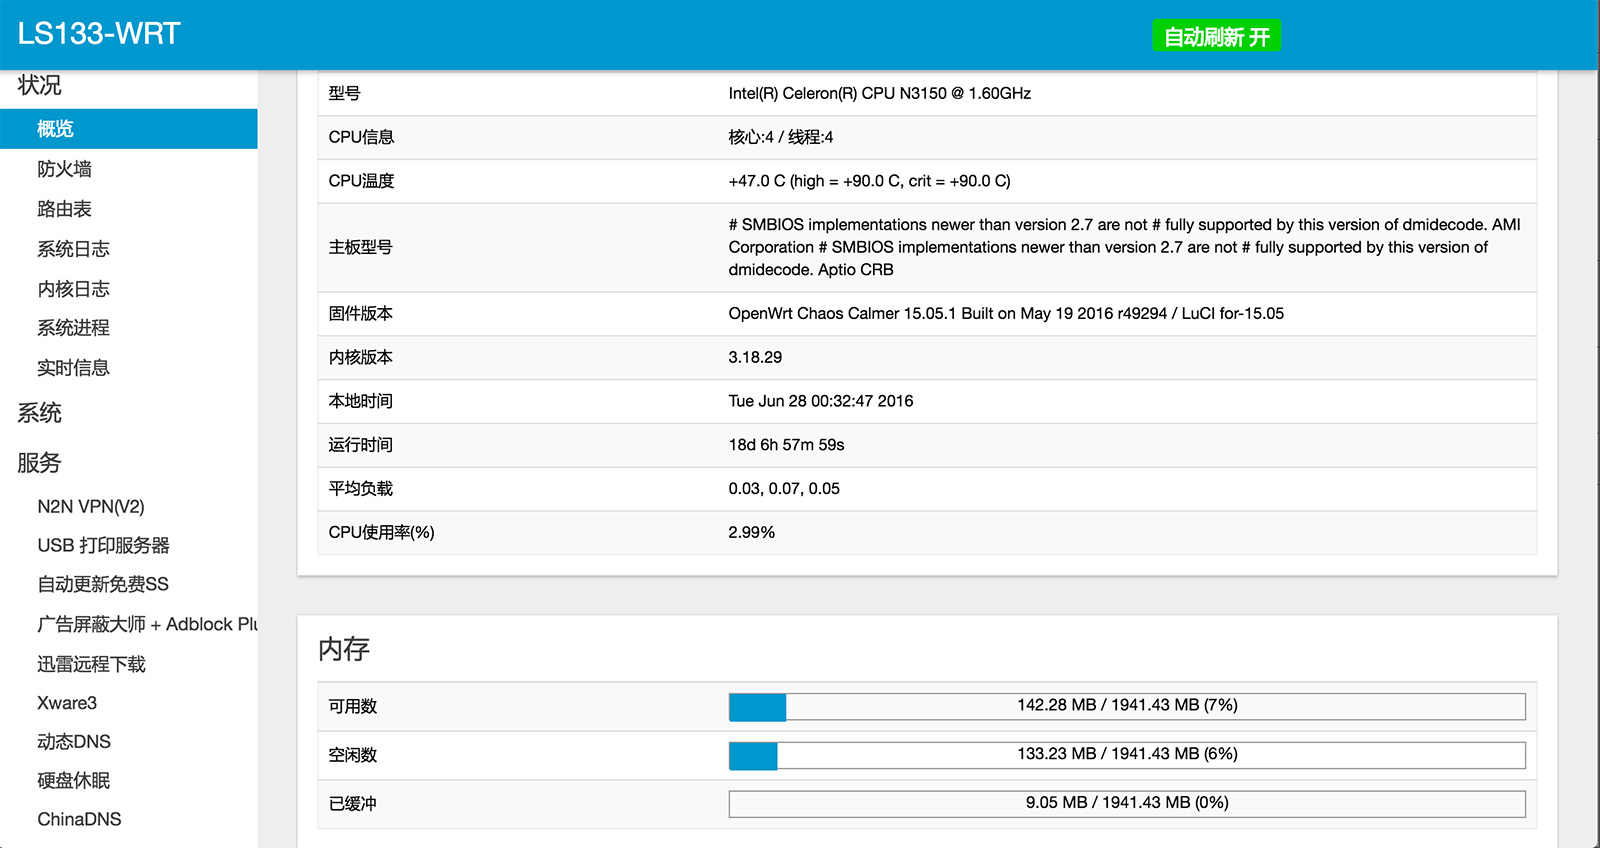 LS133-WRT
自动刷新 开
状况
概览
防火墙
路由表
系统日志
内核日志
系统进程
实时信息
系统
服务
N2N VPN(V2)
USB 打印服务器
自动更新免费SS
广告屏蔽大师 + Adblock Plu
迅雷远程下载
Xware3
动态DNS
硬盘休眠
ChinaDNS
型号 Intel(R) Celeron(R) CPU N3150 @ 1.60GHz
CPU信息 核心:4 / 线程:4
CPU温度 +47.0 C (high = +90.0 C, crit = +90.0 C)
主板型号 # SMBIOS implementations newer than version 2.7 are not # fully supported by this version of dmidecode. AMI
Corporation # SMBIOS implementations newer than version 2.7 are not # fully supported by this version of
dmidecode. Aptio CRB
固件版本 OpenWrt Chaos Calmer 15.05.1 Built on May 19 2016 r49294 / LuCI for-15.05
内核版本 3.18.29
本地时间 Tue Jun 28 00:32:47 2016
运行时间 18d 6h 57m 59s
平均负载 0.03, 0.07, 0.05
CPU使用率(%) 2.99%
内存
可用数 142.28 MB / 1941.43 MB (7%)
空闲数 133.23 MB / 1941.43 MB (6%)
已缓冲 9.05 MB / 1941.43 MB (0%)